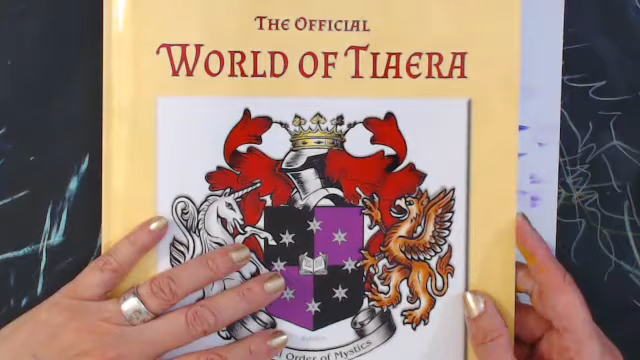 The Official
World of Tiaera
Order of Mystics